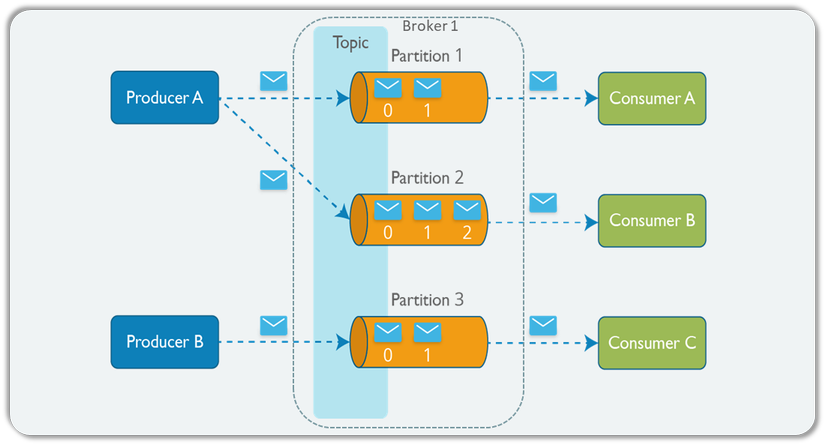 Broker 1
Topic
Partition 1
Producer A
0 1
Consumer A
Partition 2
0 1 2
Consumer B
Partition 3
Producer B
0 1
Consumer C